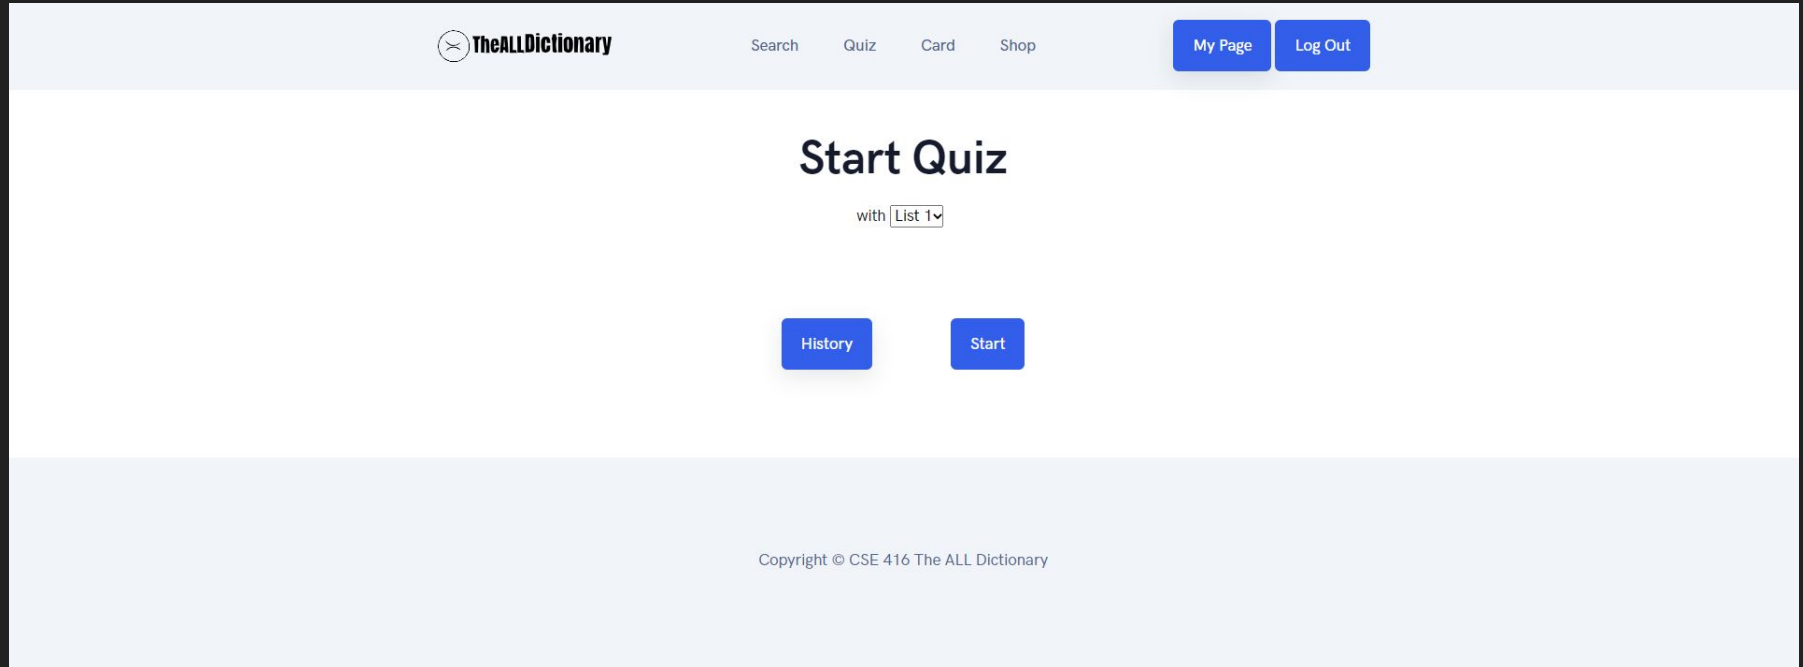 TheALLDictionary
Search Quiz Card Shop
My Page Log Out
Start Quiz
with List 1
History Start
Copyright © CSE 416 The ALL Dictionary